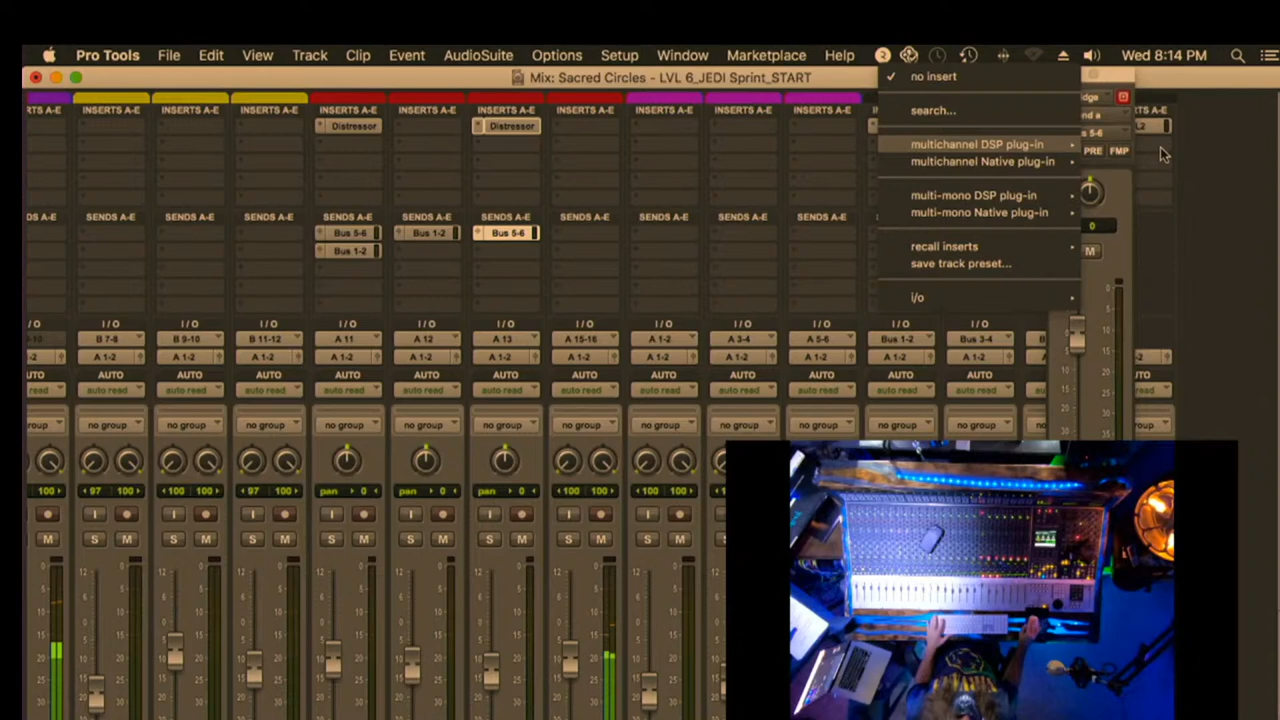 Pro Tools File Edit View Track Clip Event AudioSuite Options Setup Window Marketplace Help Wed 8:14 PM
Mix: Sacred Circles - LVL 6_JEDI Sprint_START
INSERTS A-E INSERTS A-E INSERTS A-E INSERTS A-E INSERTS A-E INSERTS A-E INSERTS A-E INSERTS A-E INSERTS A-E INSERTS A-E
Distressor Distressor
SENDS A-E SENDS A-E SENDS A-E SENDS A-E SENDS A-E SENDS A-E SENDS A-E SENDS A-E SENDS A-E SENDS A-E
Bus 5-6 Bus 1-2 Bus 5-6
Bus 1-2
no insert
search...
multichannel DSP plug-in
multichannel Native plug-in
multi-mono DSP plug-in
multi-mono Native plug-in
recall inserts
save track preset...
i/o
PRE FMP
0
M
I/O I/O I/O I/O I/O I/O I/O I/O I/O I/O I/O I/O
B 7-8 B 9-10 B 11-12 A 11 A 12 A 13 A 15-16 A 1-2 A 3-4 A 5-6 Bus 1-2 Bus 3-4
A 1-2 A 1-2 A 1-2 A 1-2 A 1-2 A 1-2 A 1-2 A 1-2 A 1-2 A 1-2 A 1-2 A 1-2
AUTO AUTO AUTO AUTO AUTO AUTO AUTO AUTO AUTO AUTO AUTO AUTO
auto read auto read auto read auto read auto read auto read auto read auto read auto read auto read auto read auto read
no group no group no group no group no group no group no group no group no group no group no group no group
100 97 100 100 100 97 100 pan 0 pan 0 pan 0 100 100 100 100
I I I I I I I
M S M S M S M S M S M S M S M S M